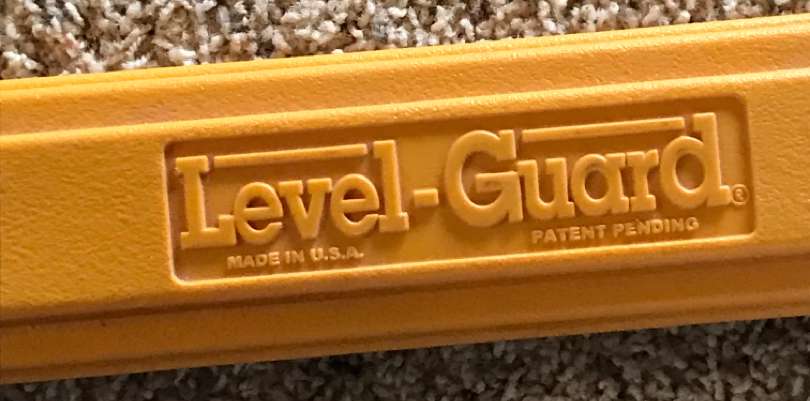 Level-Guard®
MADE IN U.S.A.
PATENT PENDING